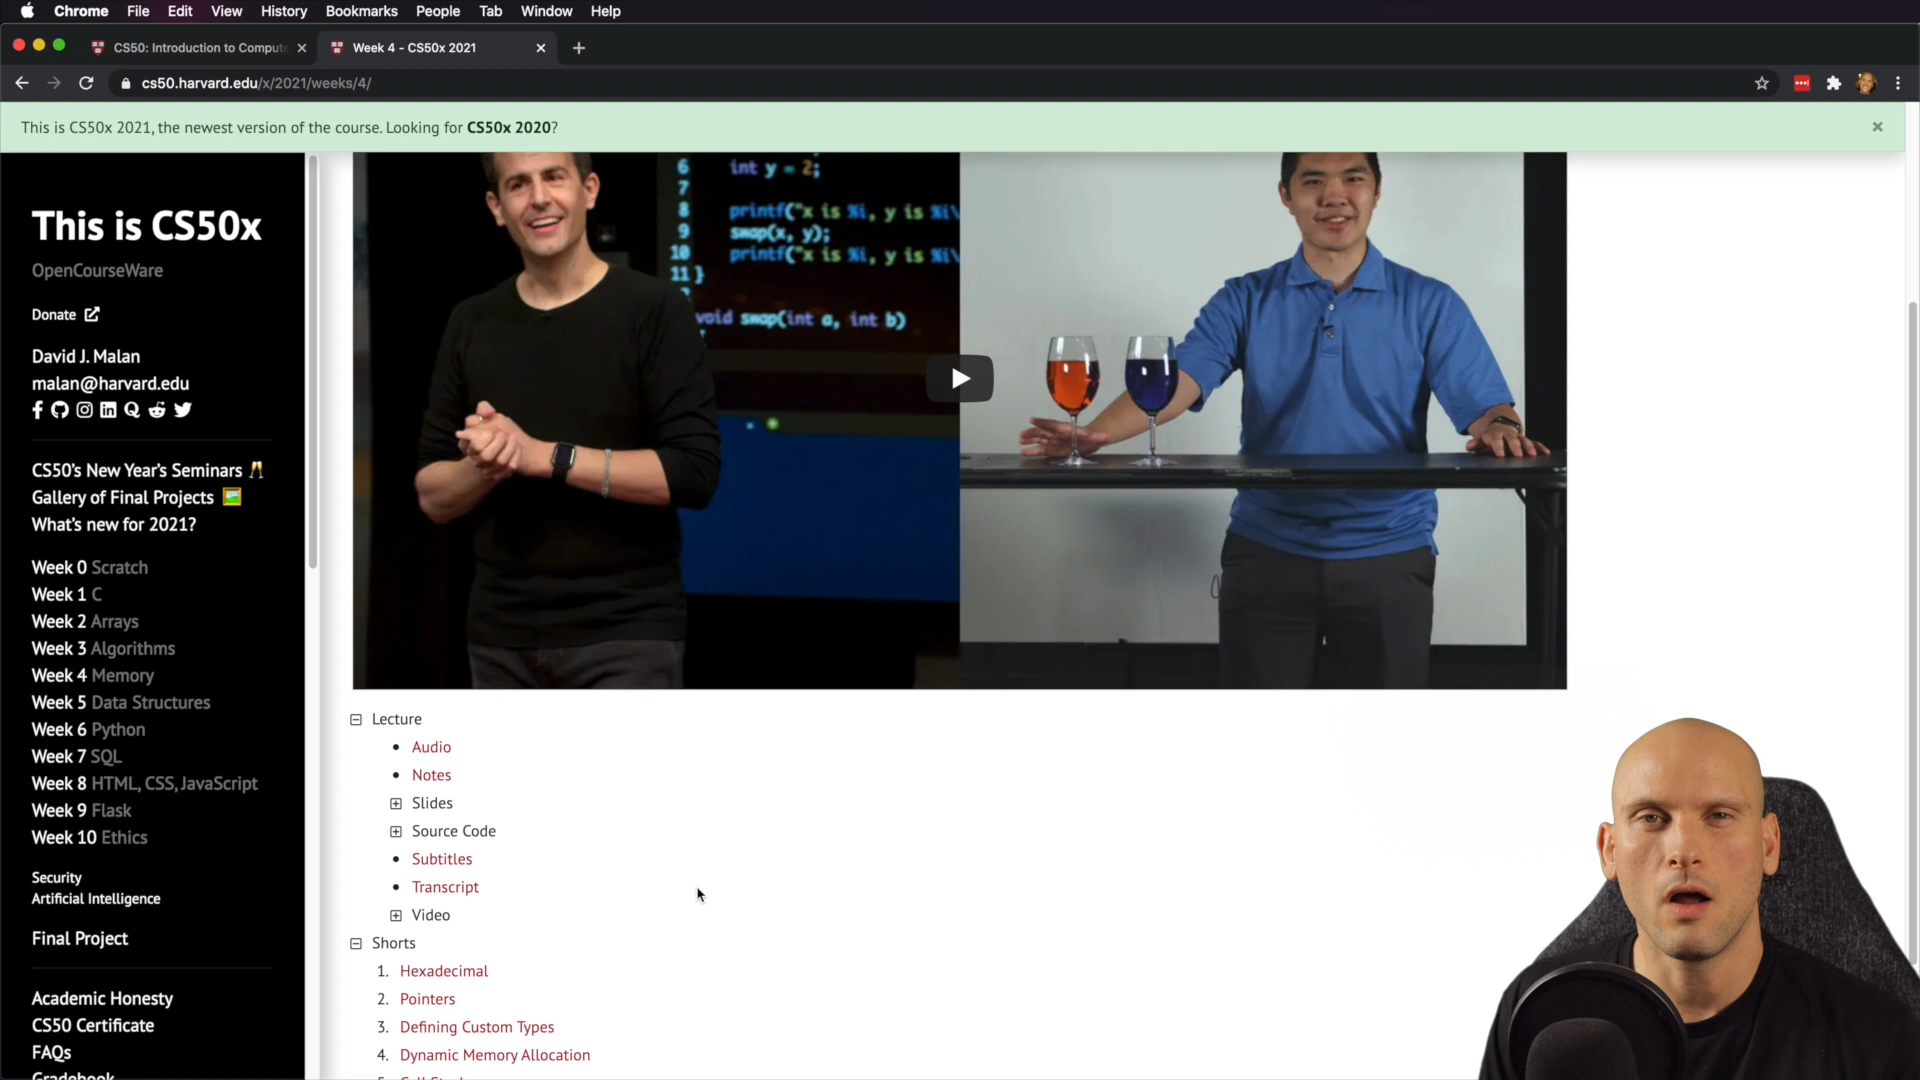 Chrome File Edit View History Bookmarks People Tab Window Help
CS50: Introduction to Compute
Week 4 - CS50x 2021
cs50.harvard.edu/x/2021/weeks/4/
This is CS50x 2021, the newest version of the course. Looking for CS50x 2020?
This is CS50x
OpenCourseWare
Donate
David J. Malan
malan@harvard.edu
CS50's New Year's Seminars
Gallery of Final Projects
What's new for 2021?
Week 0 Scratch
Week 1 C
Week 2 Arrays
Week 3 Algorithms
Week 4 Memory
Week 5 Data Structures
Week 6 Python
Week 7 SQL
Week 8 HTML, CSS, JavaScript
Week 9 Flask
Week 10 Ethics
Security
Artificial Intelligence
Final Project
Academic Honesty
CS50 Certificate
FAQs
Gradebook
6 int y = 2;
7
8 printf("x is %i, y is %i\
9 swap(x, y);
10 printf("x is %i, y is %i\
11 }
void swap(int a, int b)
Lecture
Audio
Notes
Slides
Source Code
Subtitles
Transcript
Video
Shorts
1. Hexadecimal
2. Pointers
3. Defining Custom Types
4. Dynamic Memory Allocation